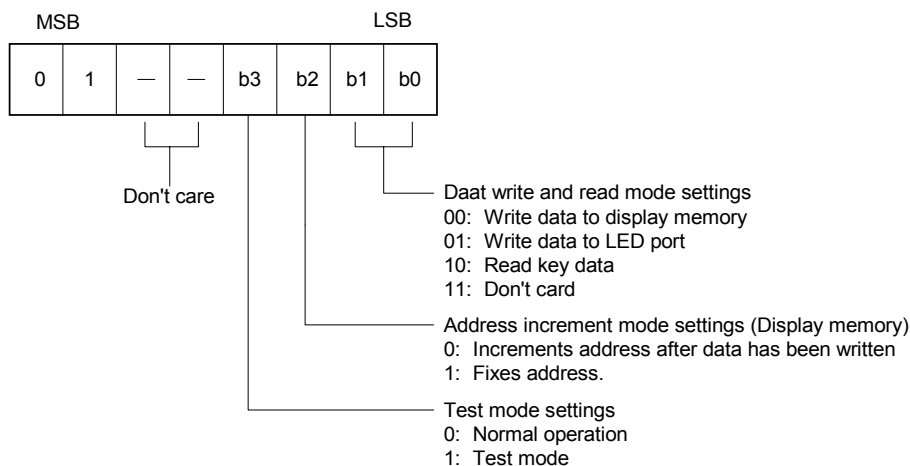 MSB LSB
0 1 — — b3 b2 b1 b0
Don't care
Daat write and read mode settings
00: Write data to display memory
01: Write data to LED port
10: Read key data
11: Don't card
Address increment mode settings (Display memory)
0: Increments address after data has been written
1: Fixes address.
Test mode settings
0: Normal operation
1: Test mode